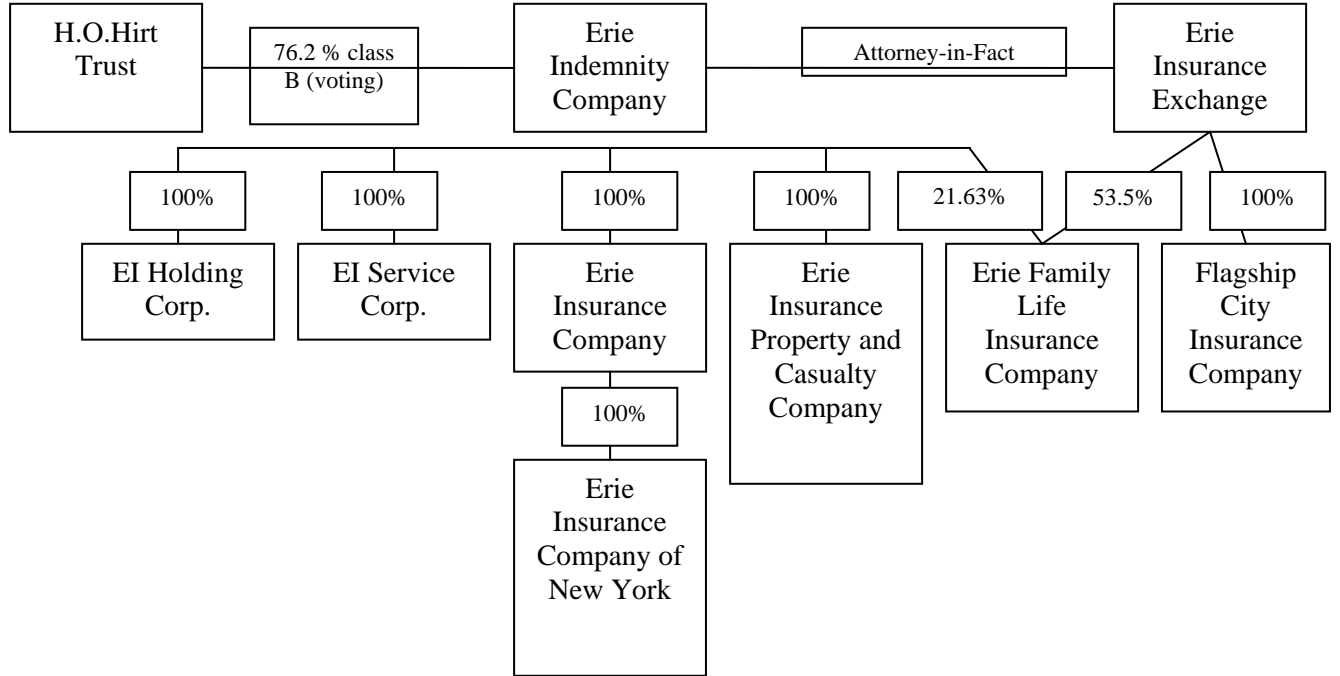 H.O.Hirt
Trust
76.2 % class
B (voting)
Erie
Indemnity
Company
Attorney-in-Fact
Erie
Insurance
Exchange
100%
100%
100%
100%
21.63%
53.5%
100%
EI Holding
Corp.
EI Service
Corp.
Erie
Insurance
Company
Erie
Insurance
Property and
Casualty
Company
Erie Family
Life
Insurance
Company
Flagship
City
Insurance
Company
100%
Erie
Insurance
Company of
New York